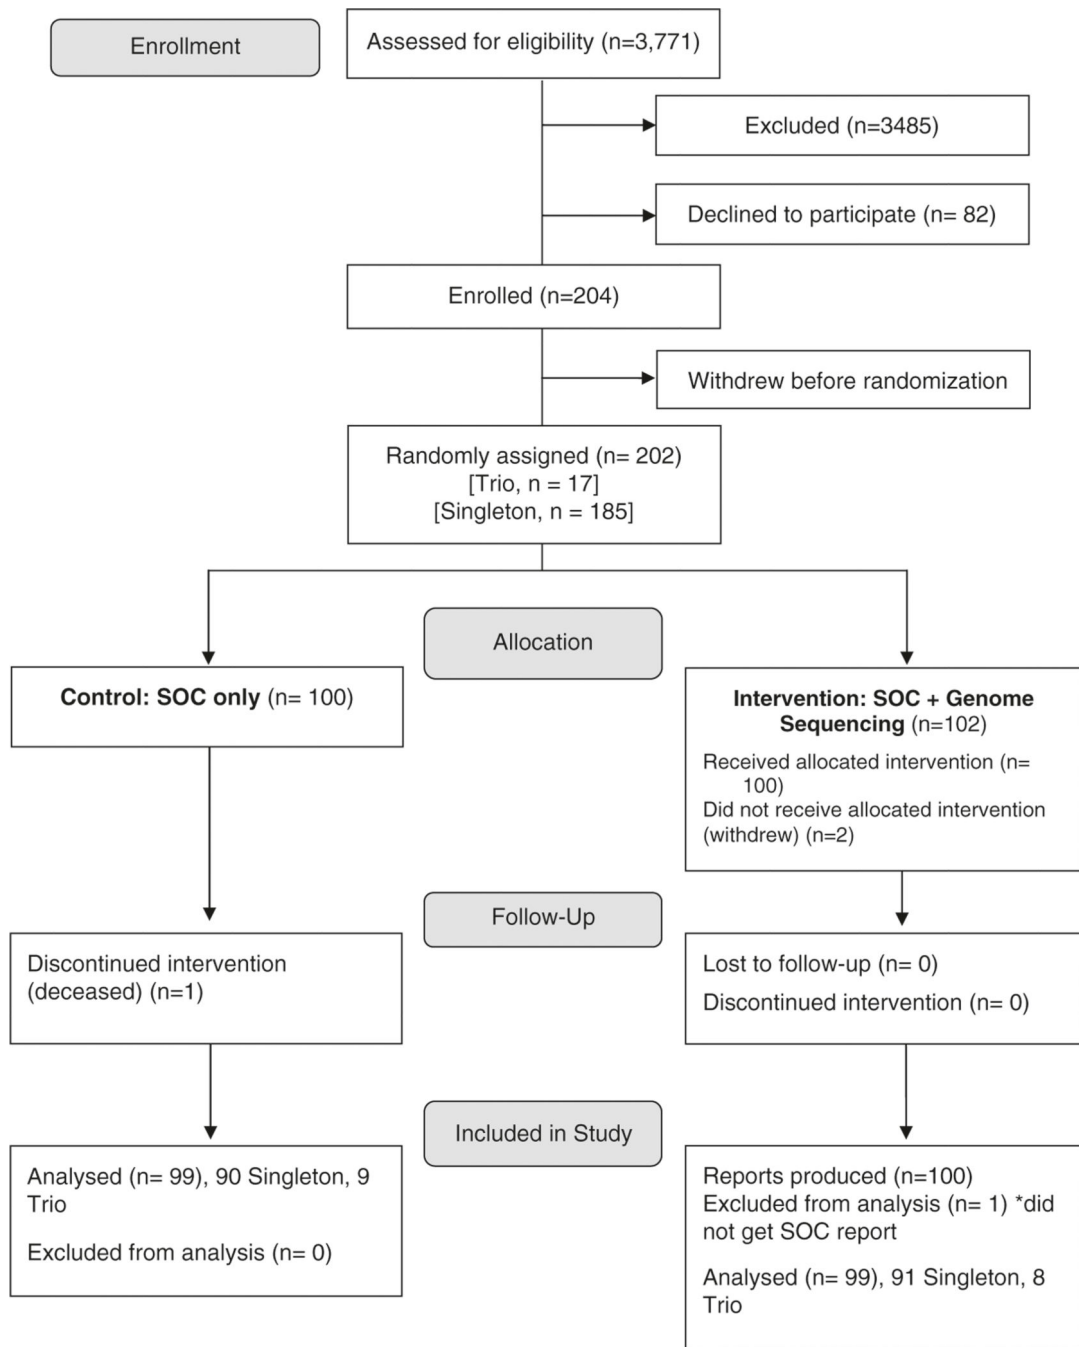 Enrollment
Assessed for eligibility (n=3,771)
Excluded (n=3485)
Declined to participate (n= 82)
Enrolled (n=204)
Withdrew before randomization
Randomly assigned (n= 202)
[Trio, n = 17]
[Singleton, n = 185]
Allocation
Control: SOC only (n= 100)
Intervention: SOC + Genome
Sequencing (n=102)
Received allocated intervention (n=
100)
Did not receive allocated intervention
(withdrew) (n=2)
Follow-Up
Discontinued intervention
(deceased) (n=1)
Lost to follow-up (n= 0)
Discontinued intervention (n= 0)
Included in Study
Analysed (n= 99), 90 Singleton, 9
Trio
Excluded from analysis (n= 0)
Reports produced (n=100)
Excluded from analysis (n= 1) *did
not get SOC report
Analysed (n= 99), 91 Singleton, 8
Trio